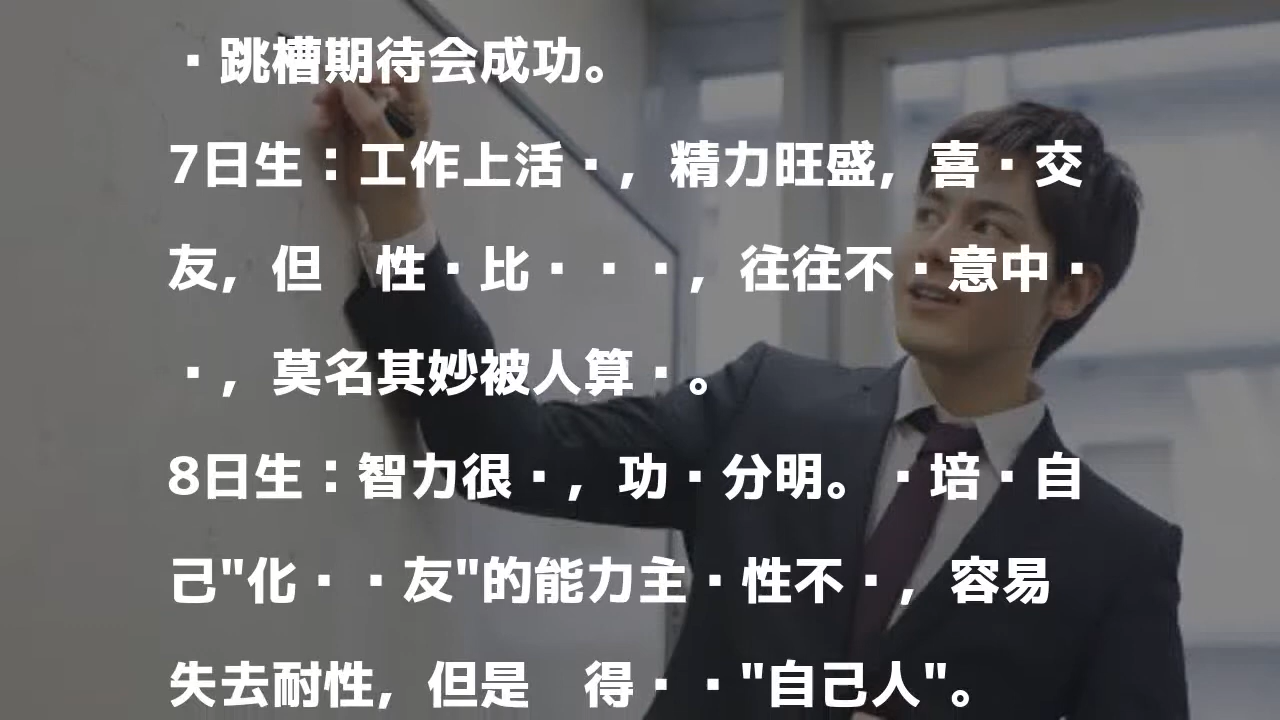 ·跳槽期待会成功。
7日生：工作上活·，精力旺盛，喜·交
友，但　性·比···，往往不·意中·
·，莫名其妙被人算·。
8日生：智力很·，功·分明。·培·自
己"化··友"的能力主·性不·，容易
失去耐性，但是　得··"自己人"。